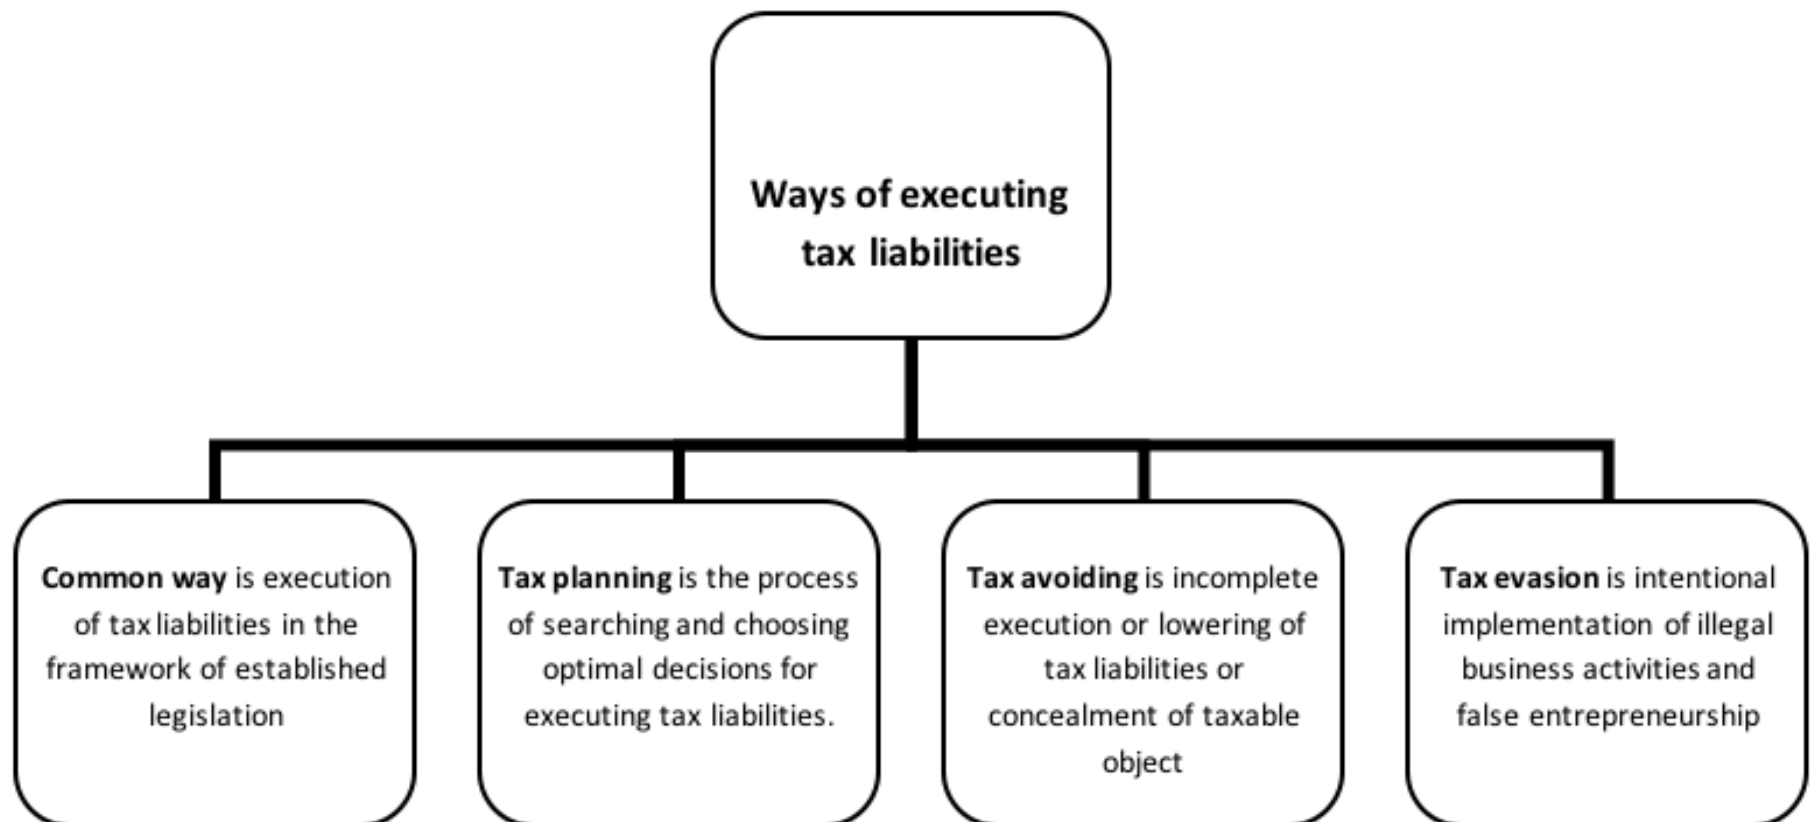 Ways of executing
tax liabilities
Common way is execution
of tax liabilities in the
framework of established
legislation
Tax planning is the process
of searching and choosing
optimal decisions for
executing tax liabilities.
Tax avoiding is incomplete
execution or lowering of
tax liabilities or
concealment of taxable
object
Tax evasion is intentional
implementation of illegal
business activities and
false entrepreneurship